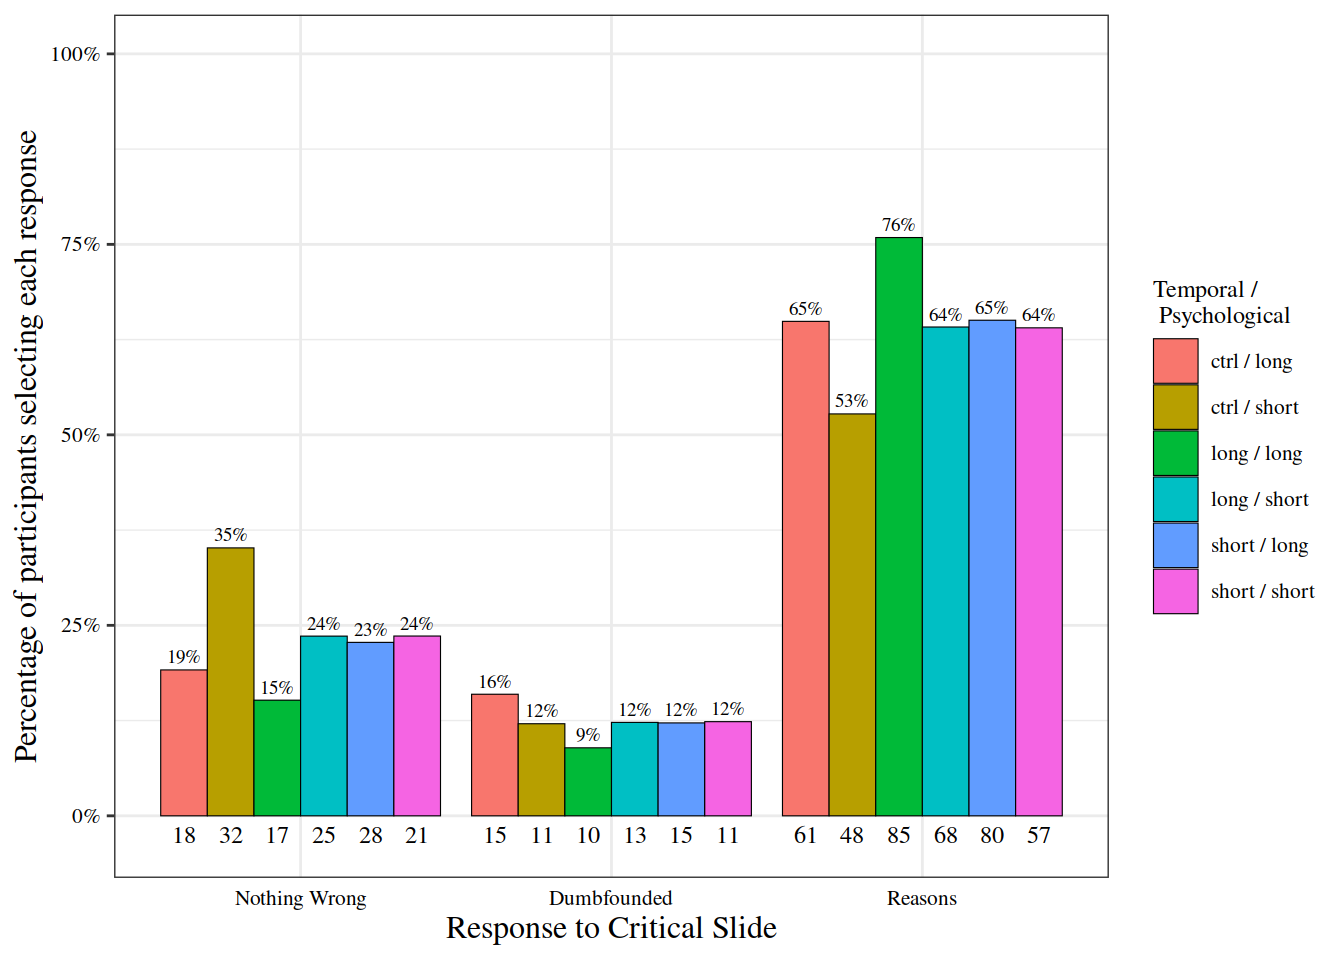 100%
75%
50%
25%
0%
Percentage of participants selecting each response
19% 35% 15% 24% 23% 24%
16% 12% 9% 12% 12% 12%
65% 53% 76% 64% 65% 64%
18 32 17 25 28 21 15 11 10 13 15 11 61 48 85 68 80 57
Nothing Wrong Dumbfounded Reasons
Response to Critical Slide
Temporal /
Psychological
ctrl / long
ctrl / short
long / long
long / short
short / long
short / short